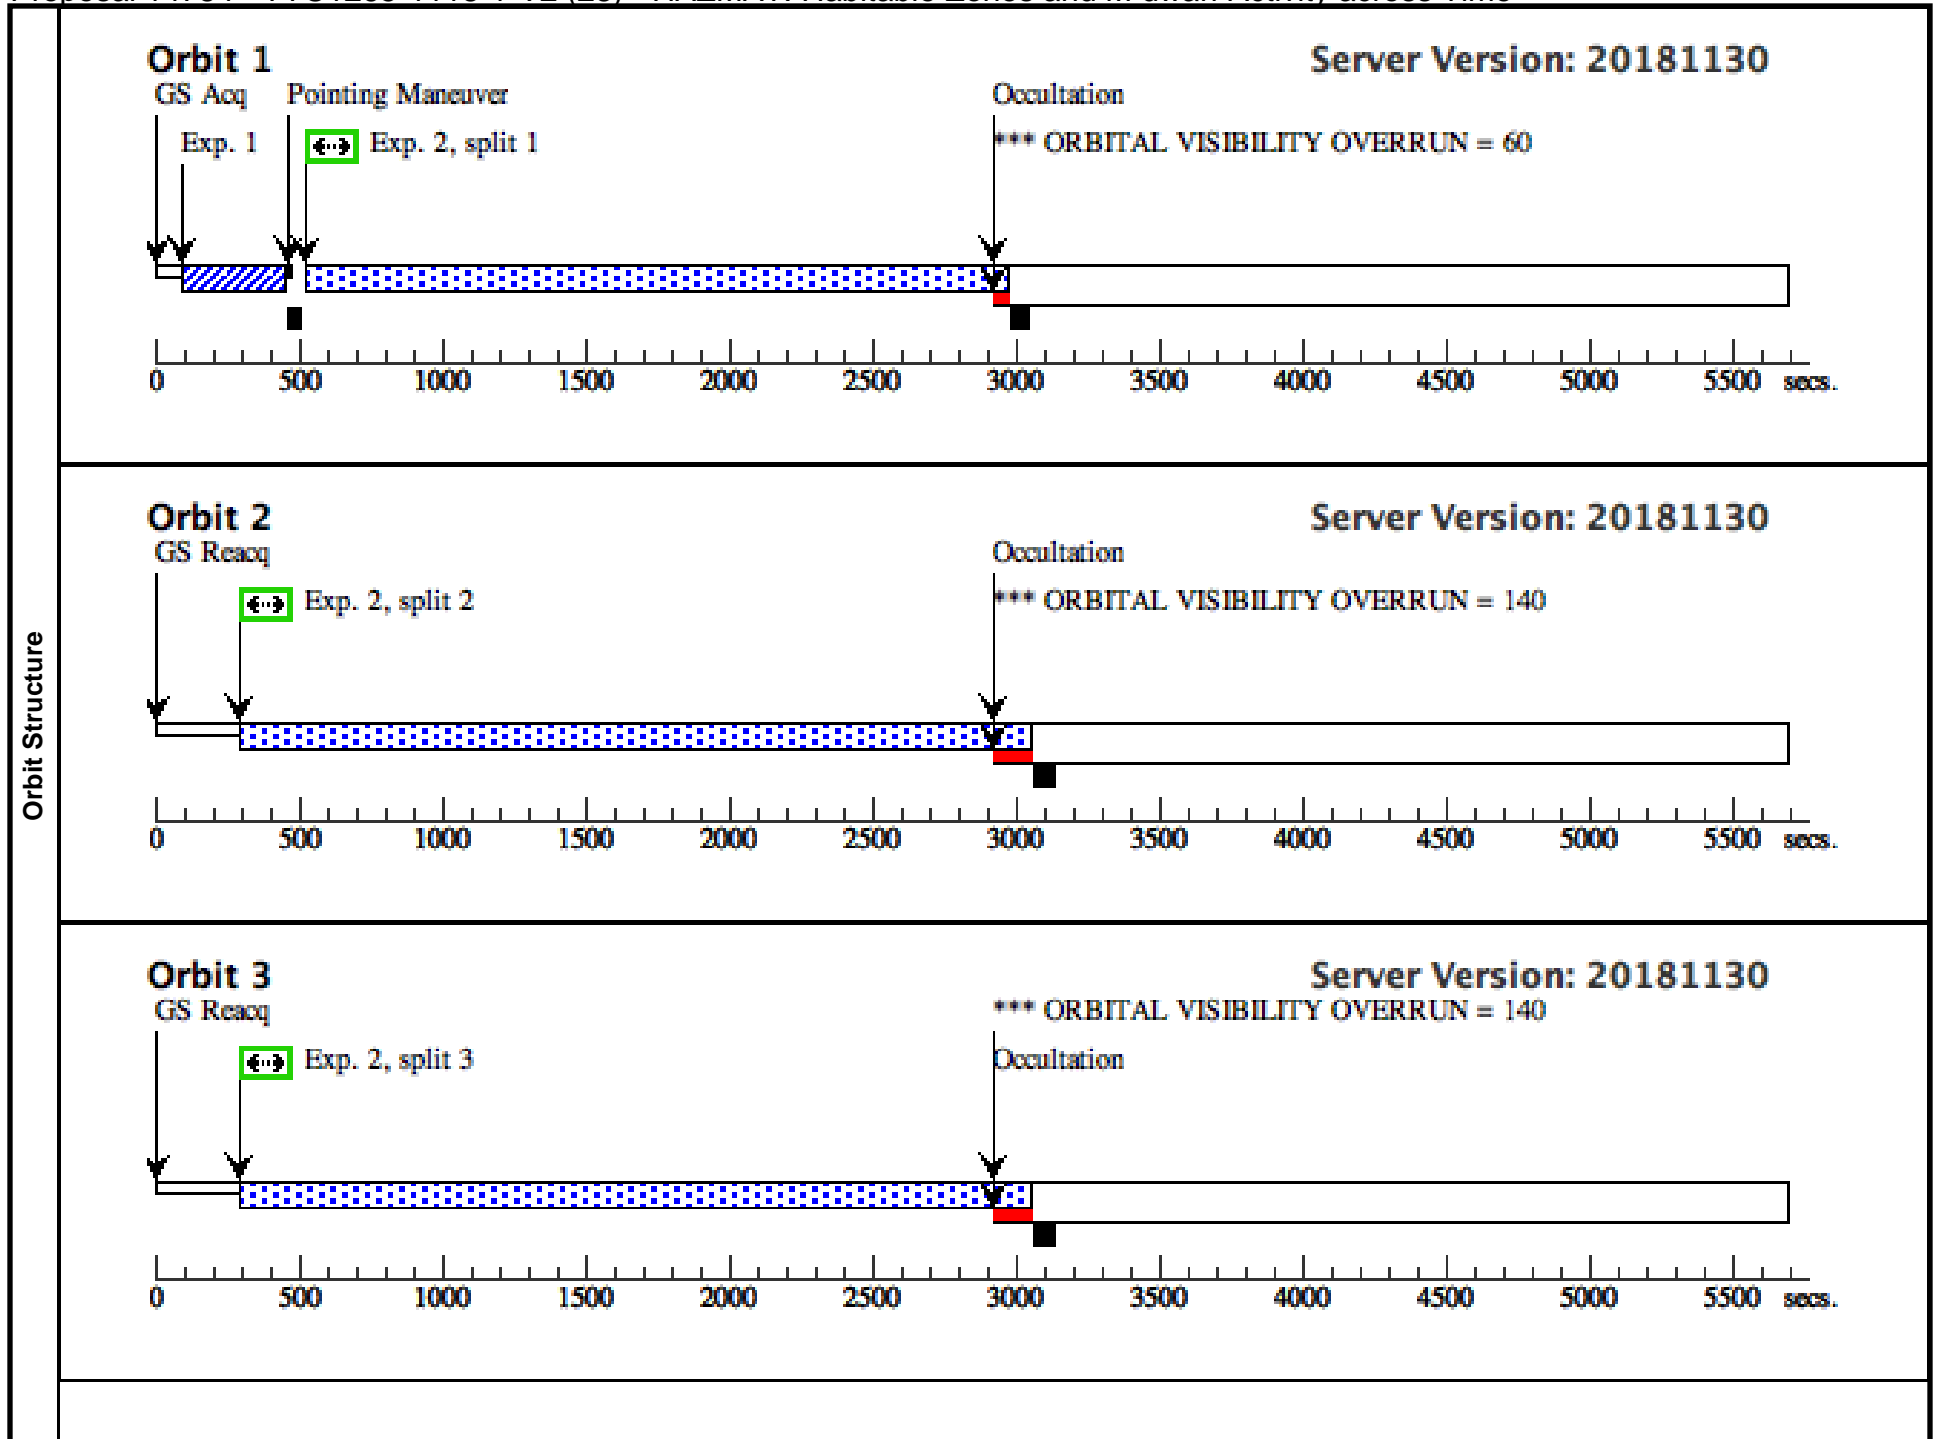 Orbit 1
Server Version: 20181130
GS Acq Pointing Maneuver Occultation
Exp. 1 Exp. 2, split 1 *** ORBITAL VISIBILITY OVERRUN = 60
0 500 1000 1500 2000 2500 3000 3500 4000 4500 5000 5500 secs.
Orbit Structure
Orbit 2
Server Version: 20181130
GS Reacq Occultation
Exp. 2, split 2 *** ORBITAL VISIBILITY OVERRUN = 140
0 500 1000 1500 2000 2500 3000 3500 4000 4500 5000 5500 secs.
Orbit 3
Server Version: 20181130
GS Reacq *** ORBITAL VISIBILITY OVERRUN = 140
Exp. 2, split 3 Occultation
0 500 1000 1500 2000 2500 3000 3500 4000 4500 5000 5500 secs.